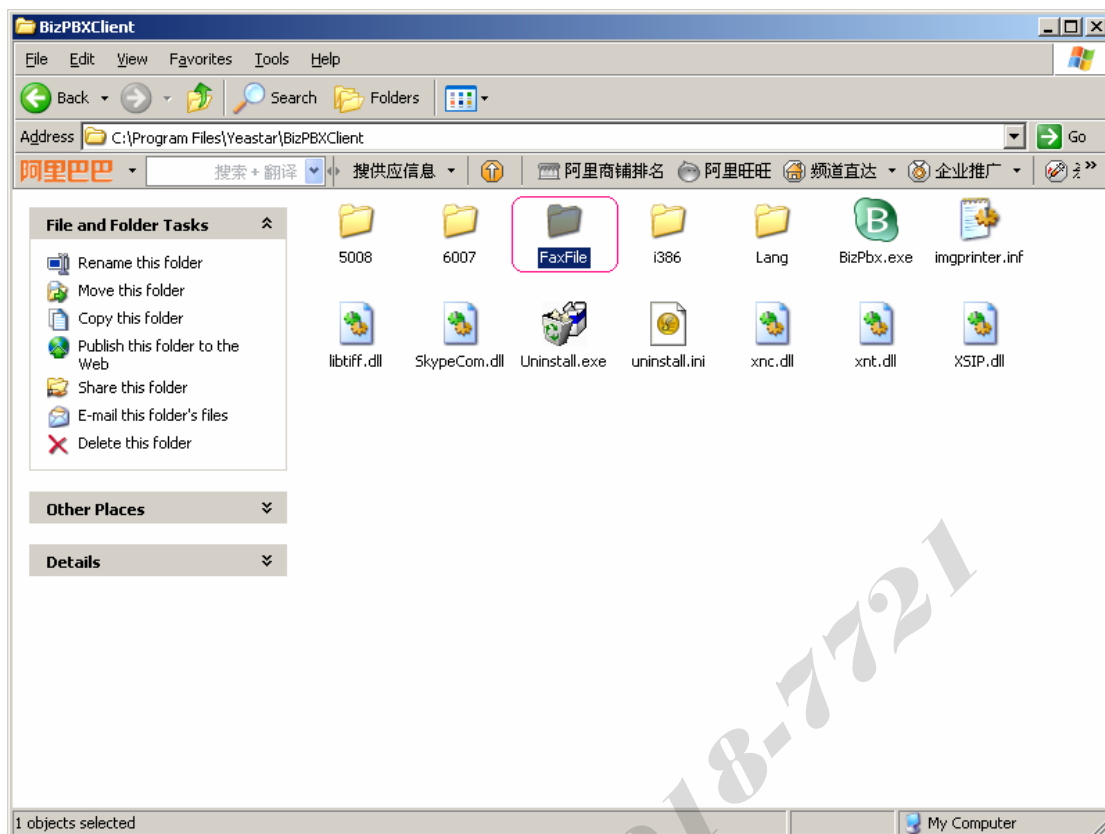 BizPBXClient
File Edit View Favorites Tools Help
Back Search Folders
Address C:\Program Files\Yeastar\BizPBXClient Go
阿里巴巴 搜索+翻译 搜供应信息 阿里商铺排名 阿里旺旺 频道直达 企业推广
File and Folder Tasks
Rename this folder
Move this folder
Copy this folder
Publish this folder to the
Web
Share this folder
E-mail this folder's files
Delete this folder
Other Places
Details
5008 6007 FaxFile i386 Lang BizPbx.exe imgprinter.inf
libtiff.dll SkypeCom.dll Uninstall.exe uninstall.ini xnc.dll xnt.dll XSIP.dll
18-7721
1 objects selected My Computer